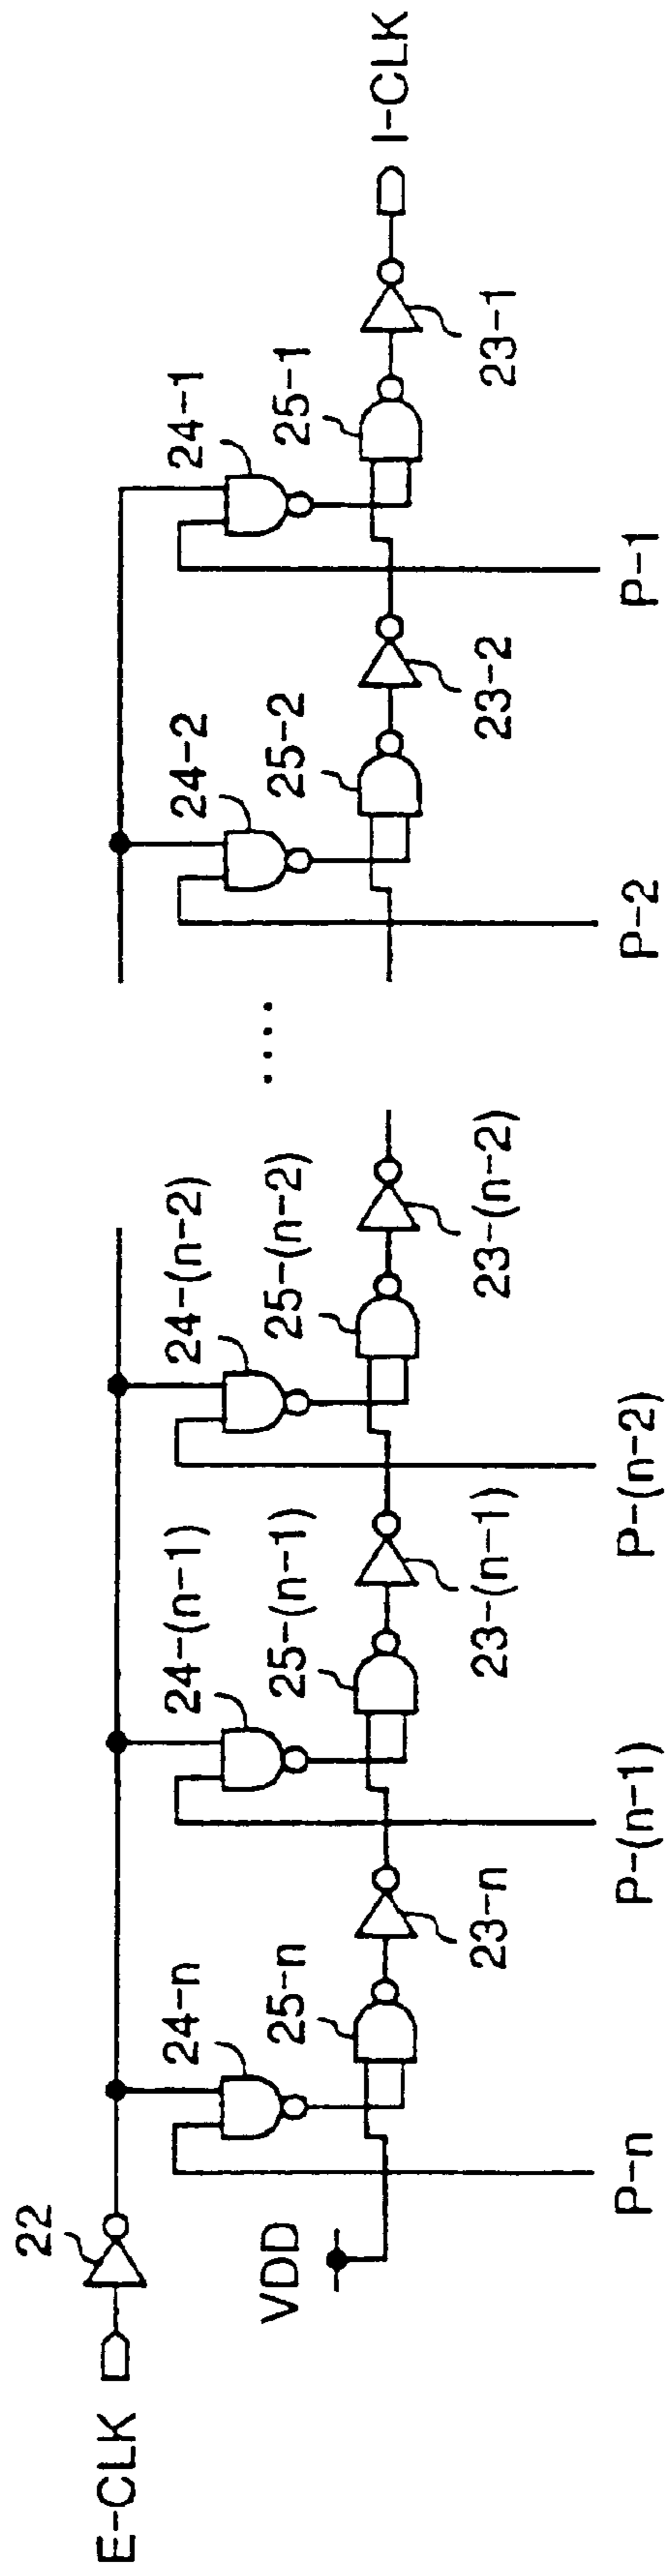 E-CLK
22
24-n
24-(n-1)
24-(n-2)
24-2
24-1
VDD
25-n
25-(n-1)
25-(n-2)
25-2
25-1
I-CLK
23-n
23-(n-1)
23-(n-2)
23-2
23-1
P-n
P-(n-1)
P-(n-2)
P-2
P-1